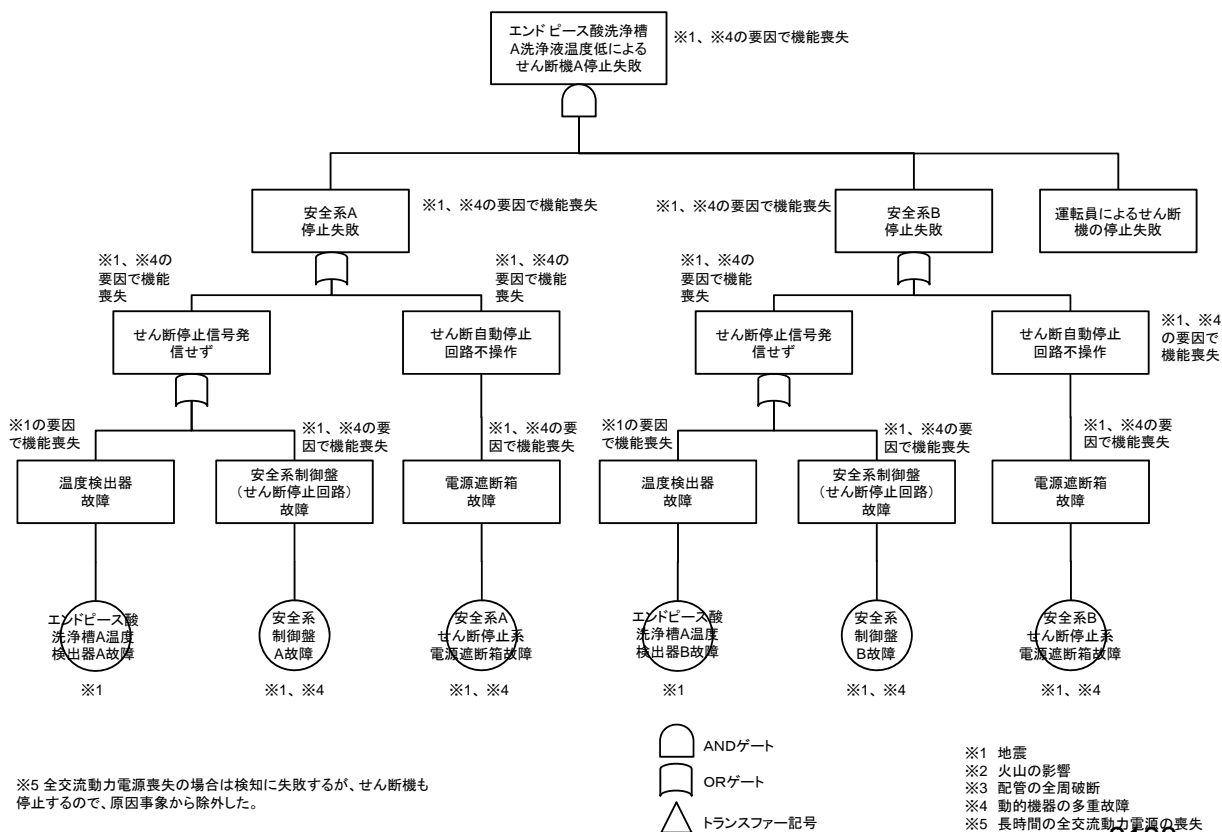 エンドピース酸洗浄槽
A洗浄液温度低による
せん断機A停止失敗
※1、※4の要因で機能喪失
安全系A
停止失敗
※1、※4の要因で機能喪失
※1、※4の要因で機能喪失
安全系B
停止失敗
運転員によるせん断
機の停止失敗
※1、※4の
要因で機能
喪失
※1、※4の
要因で機能
喪失
※1、※4の
要因で機能
喪失
せん断停止信号発
信せず
せん断自動停止
回路不操作
せん断停止信号発
信せず
せん断自動停止
回路不操作
※1、※4
の要因で
機能喪失
※1の要因
で機能喪失
※1、※4の要
因で機能喪失
※1、※4の要
因で機能喪失
※1の要因
で機能喪失
※1、※4の要
因で機能喪失
※1、※4の要
因で機能喪失
温度検出器
故障
安全系制御盤
（せん断停止回路）
故障
電源遮断箱
故障
温度検出器
故障
安全系制御盤
（せん断停止回路）
故障
電源遮断箱
故障
エンドピース酸
洗浄槽A温度
検出器A故障
安全系
制御盤
A故障
安全系A
せん断停止系
電源遮断箱故障
エンドピース酸
洗浄槽A温度
検出器B故障
安全系
制御盤
B故障
安全系B
せん断停止系
電源遮断箱故障
※1
※1、※4
※1、※4
※1
※1、※4
※1、※4
※5 全交流動力電源喪失の場合は検知に失敗するが、せん断機も
停止するので、原因事象から除外した。
ANDゲート
ORゲート
トランスファー記号
※1 地震
※2 火山の影響
※3 配管の全周破断
※4 動的機器の多重故障
※5 長時間の全交流動力電源の喪失